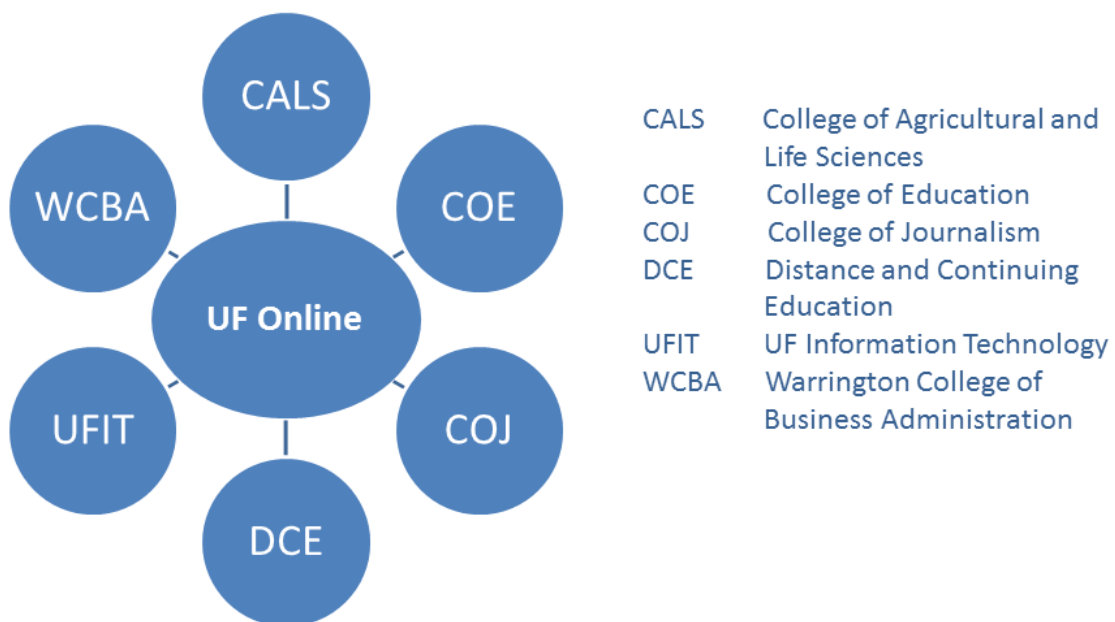 CALS
WCBA
COE
UF Online
UFIT
COJ
DCE
CALS College of Agricultural and
Life Sciences
COE College of Education
COJ College of Journalism
DCE Distance and Continuing
Education
UFIT UF Information Technology
WCBA Warrington College of
Business Administration